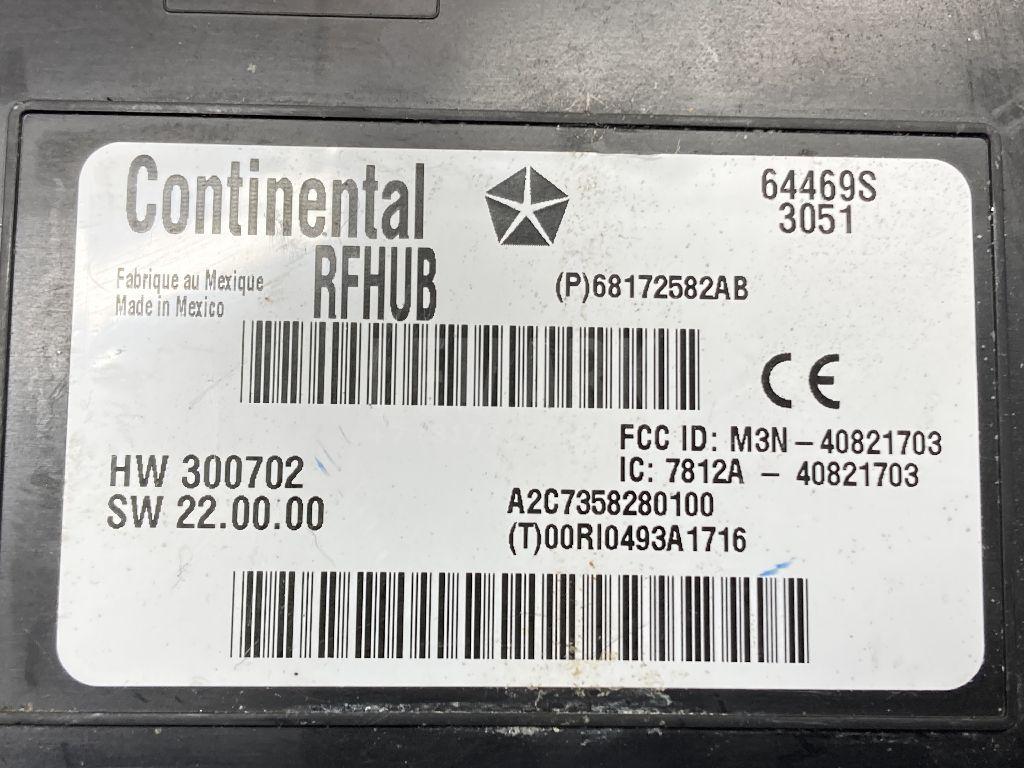 Continental
RFHUB
64469S
3051
Fabrique au Mexique
Made in Mexico
(P)68172582AB
CE
FCC ID: M3N – 40821703
IC: 7812A – 40821703
HW 300702
SW 22.00.00
A2C7358280100
(T)00RI0493A1716